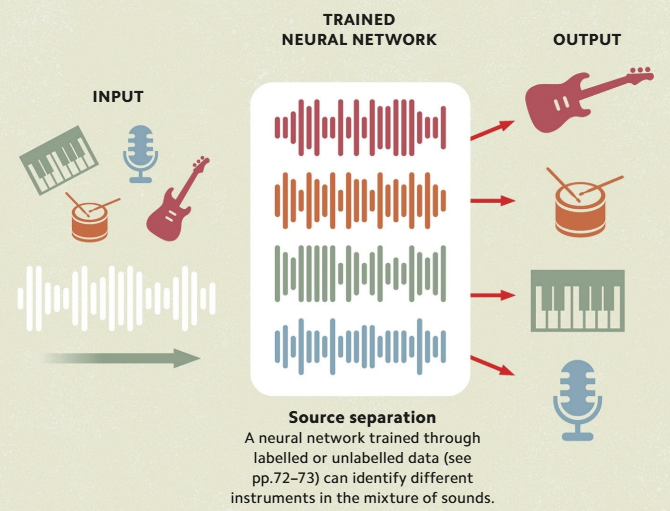 TRAINED
NEURAL NETWORK
OUTPUT
INPUT
Source separation
A neural network trained through
labelled or unlabelled data (see
pp.72–73) can identify different
instruments in the mixture of sounds.